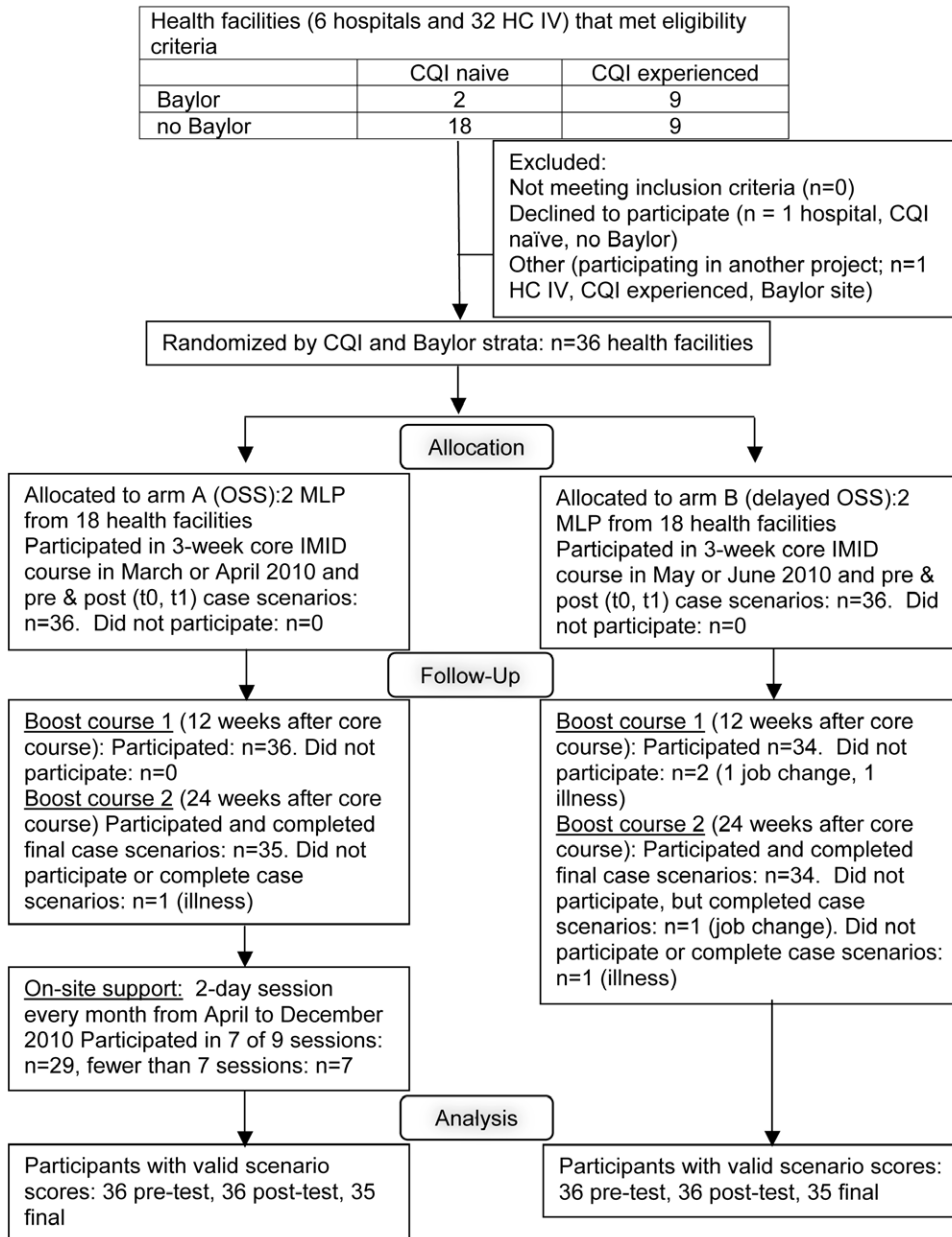 Health facilities (6 hospitals and 32 HC IV) that met eligibility
criteria
CQI naive CQI experienced
Baylor 2 9
no Baylor 18 9
Excluded:
Not meeting inclusion criteria (n=0)
Declined to participate (n = 1 hospital, CQI
naïve, no Baylor)
Other (participating in another project; n=1
HC IV, CQI experienced, Baylor site)
Randomized by CQI and Baylor strata: n=36 health facilities
Allocation
Allocated to arm A (OSS):2 MLP
from 18 health facilities
Participated in 3-week core IMID
course in March or April 2010 and
pre & post (t0, t1) case scenarios:
n=36. Did not participate: n=0
Allocated to arm B (delayed OSS):2
MLP from 18 health facilities
Participated in 3-week core IMID
course in May or June 2010 and pre &
post (t0, t1) case scenarios: n=36. Did
not participate: n=0
Follow-Up
Boost course 1 (12 weeks after core
course): Participated: n=36. Did not
participate: n=0
Boost course 2 (24 weeks after core
course) Participated and completed
final case scenarios: n=35. Did not
participate or complete case
scenarios: n=1 (illness)
Boost course 1 (12 weeks after core
course): Participated n=34. Did not
participate: n=2 (1 job change, 1
illness)
Boost course 2 (24 weeks after core
course): Participated and completed
final case scenarios: n=34. Did not
participate, but completed case
scenarios: n=1 (job change). Did not
participate or complete case scenarios:
n=1 (illness)
On-site support: 2-day session
every month from April to December
2010 Participated in 7 of 9 sessions:
n=29, fewer than 7 sessions: n=7
Analysis
Participants with valid scenario
scores: 36 pre-test, 36 post-test, 35
final
Participants with valid scenario scores:
36 pre-test, 36 post-test, 35 final